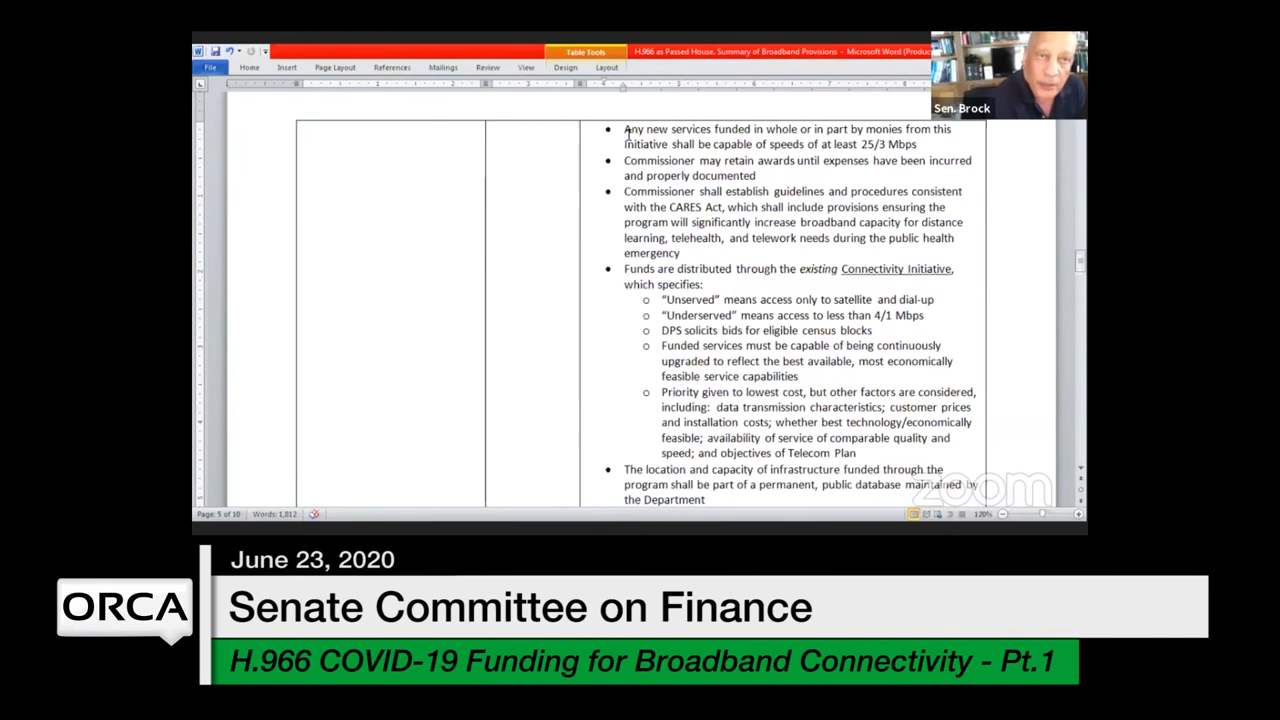 Table Tools
H.966 as Passed House. Summary of Broadband Provisions - Microsoft Word (Produc
File Home Insert Page Layout References Mailings Review View Design Layout
Sen. Brock
• Any new services funded in whole or in part by monies from this
Initiative shall be capable of speeds of at least 25/3 Mbps
• Commissioner may retain awards until expenses have been incurred
and properly documented
• Commissioner shall establish guidelines and procedures consistent
with the CARES Act, which shall include provisions ensuring the
program will significantly increase broadband capacity for distance
learning, telehealth, and telework needs during the public health
emergency
• Funds are distributed through the existing Connectivity Initiative,
which specifies:
o “Unserved” means access only to satellite and dial-up
o “Underserved” means access to less than 4/1 Mbps
o DPS solicits bids for eligible census blocks
o Funded services must be capable of being continuously
upgraded to reflect the best available, most economically
feasible service capabilities
o Priority given to lowest cost, but other factors are considered,
including: data transmission characteristics; customer prices
and installation costs; whether best technology/economically
feasible; availability of service of comparable quality and
speed; and objectives of Telecom Plan
• The location and capacity of infrastructure funded through the
program shall be part of a permanent, public database maintained by
the Department
zoom
Page: 5 of 10 Words: 1,812 120%
June 23, 2020
ORCA
Senate Committee on Finance
H.966 COVID-19 Funding for Broadband Connectivity - Pt.1